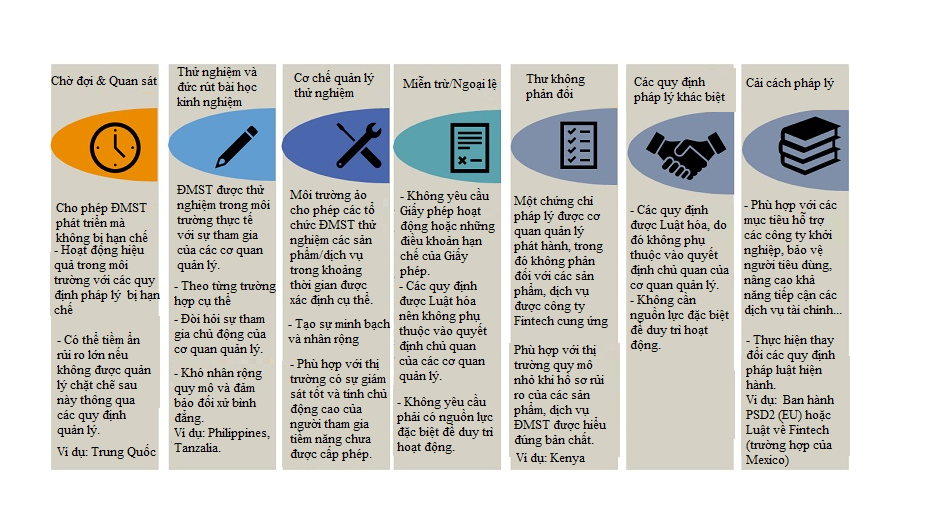 Chờ đợi & Quan sát
Cho phép ĐMST
phát triển mà
không bị hạn chế
- Hoạt động hiệu
quả trong môi
trường với các quy
định pháp lý bị hạn
chế
- Có thể tiềm ẩn
rủi ro lớn nếu
không được quản
lý chặt chẽ sau
này thông qua
các quy định
quản lý.
Ví dụ: Trung Quốc
Thử nghiệm và
đức rút bài học
kinh nghiệm
ĐMST được thử
nghiệm trong môi
trường thực tế
với sự tham gia
của các cơ quan
quản lý.
- Theo từng trường
hợp cụ thể
- Đòi hỏi sự tham
gia chủ động của
cơ quan quản lý.
- Khó nhân rộng
quy mô và đảm
bảo đối xử bình
đẳng.
Ví dụ: Philippines,
Tanzalia.
Cơ chế quản lý
thử nghiệm
Môi trường ảo
cho phép các tổ
chức ĐMST thử
nghiệm các sản
phẩm/dịch vụ
trong khoảng
thời gian được
xác định cụ thể.
- Tạo sự minh bạch
và nhân rộng
- Phù hợp với thị
trường có sự giám
sát tốt và tinh chủ
động cao của
người tham gia
tiềm năng chưa
được cấp phép.
Miễn trừ/Ngoại lệ
- Không yêu cầu
Giấy phép hoạt
động hoặc những
điều khoản hạn
chế của Giấy
phép.
- Các quy định
được Luật hóa
nên không phụ
thuộc vào quyết
định chủ quan
của các cơ quan
quản lý.
- Không yêu cầu
phải có nguồn lực
đặc biệt để duy trì
hoạt động.
Thư không
phản đối
Một chứng chỉ
pháp lý được cơ
quan quản lý
phát hành, trong
đó không phản
đối với các sản
phẩm, dịch vụ
được công ty
Fintech cung ứng
Phù hợp với thị
trường quy mô
nhỏ khi hồ sơ rủi
ro của các sản
phẩm, dịch vụ
ĐMST được hiểu
đúng bản chất.
Ví dụ: Kenya
Các quy định
pháp lý khác biệt
- Các quy định
được Luật hóa, do
đó không phụ
thuộc vào quyết
định chủ quan của
cơ quan quản lý.
- Không cần
nguồn lực đặc biệt
để duy trì hoạt
động.
Cải cách pháp lý
- Phù hợp với các
mục tiêu hỗ trợ
các công ty khởi
nghiệp, bảo vệ
người tiêu dùng,
nâng cao khả
năng tiếp cận các
dịch vụ tài chính...
- Thực hiện thay
đổi các quy định
pháp luật hiện
hành.
Ví dụ: Ban hành
PSD2 (EU) hoặc
Luật về Fintech
(trường hợp của
Mexico)